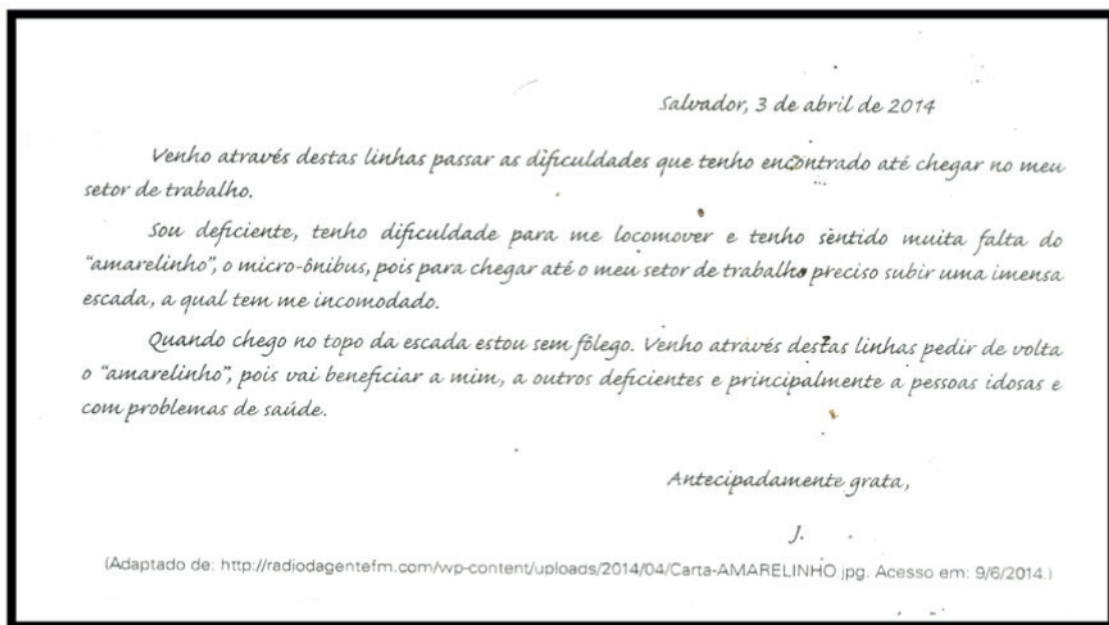 Salvador, 3 de abril de 2014
Venho através destas linhas passar as dificuldades que tenho encontrado até chegar no meu
setor de trabalho.
Sou deficiente, tenho dificuldade para me locomover e tenho sentido muita falta do
"amarelinho", o micro-ônibus, pois para chegar até o meu setor de trabalho preciso subir uma imensa
escada, a qual tem me incomodado.
Quando chego no topo da escada estou sem fôlego. Venho através destas linhas pedir de volta
o "amarelinho", pois vai beneficiar a mim, a outros deficientes e principalmente a pessoas idosas e
com problemas de saúde.
Antecipadamente grata,
J.
(Adaptado de: http://radiodagentefm.com/wp-content/uploads/2014/04/Carta-AMARELINHO.jpg. Acesso em: 9/6/2014.)